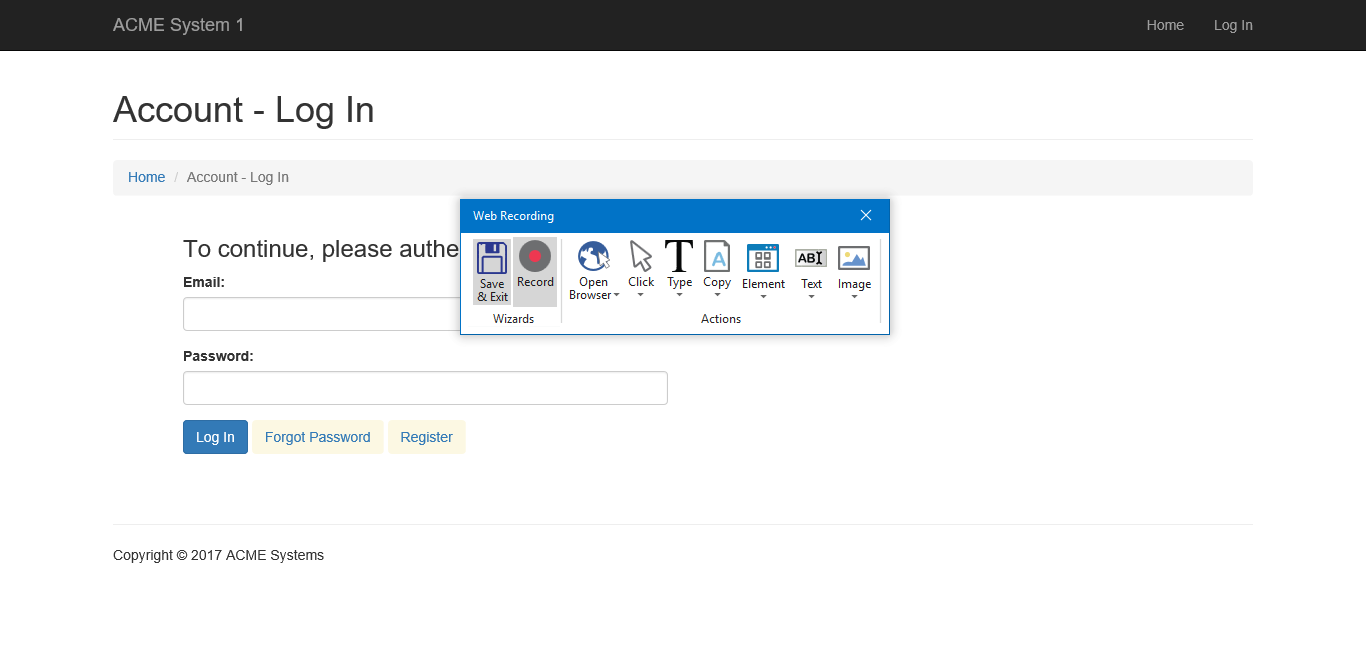 ACME System 1 Home Log In
Account - Log In
Home / Account - Log In
Web Recording
To continue, please authe
Save & Exit
Record
Wizards
Open Browser
Click
Type
Copy
Element
Text
Image
Actions
Email:
Password:
Log In Forgot Password Register
Copyright © 2017 ACME Systems